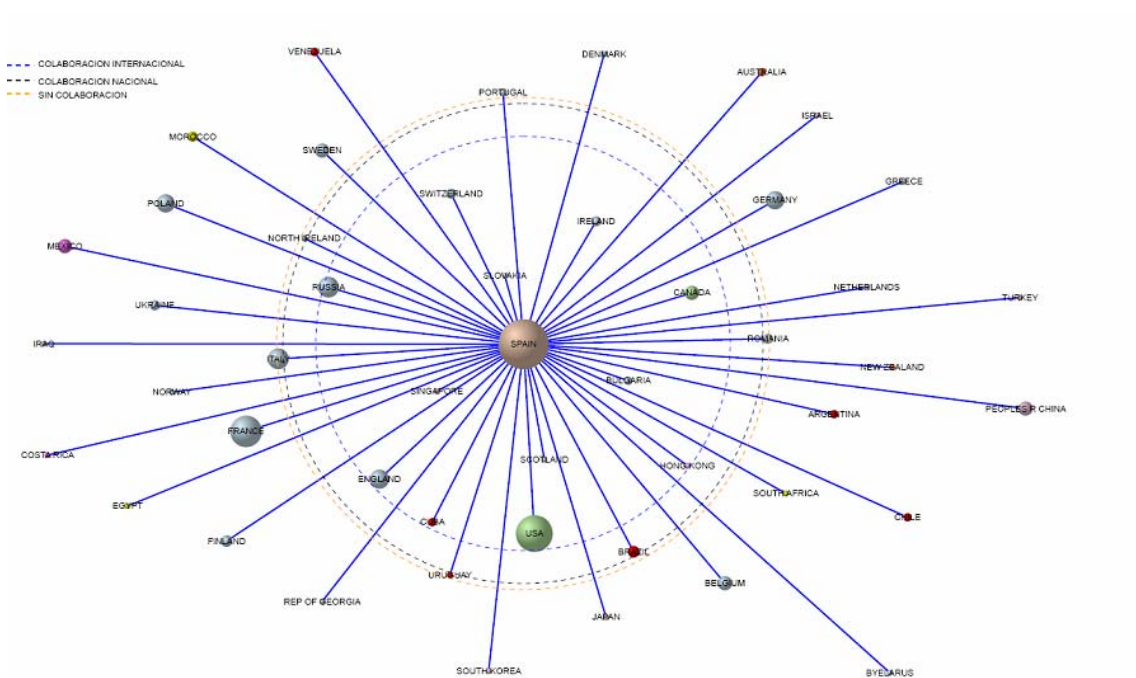 VENEZUELA
DENMARK
COLABORACION INTERNACIONAL
AUSTRALIA
COLABORACION NACIONAL
PORTUGAL
SIN COLABORACION
ISRAEL
MOROCCO
SWEDEN
GREECE
SWITZERLAND
GERMANY
POLAND
IRELAND
NORTH IRELAND
MEXICO
SLOVAKIA
RUSSIA
CANADA
NETHERLANDS
UKRAINE
TURKEY
ROMANIA
IRAQ
SPAIN
ITALY
NEW ZEALAND
BULGARIA
NORWAY
SINGAPORE
PEOPLES R CHINA
ARGENTINA
FRANCE
COSTA RICA
SCOTLAND
HONG KONG
ENGLAND
SOUTH AFRICA
EGYPT
CHILE
CUBA
USA
FINLAND
BRAZIL
URUGUAY
BELGIUM
REP OF GEORGIA
JAPAN
SOUTH KOREA
BYELARUS